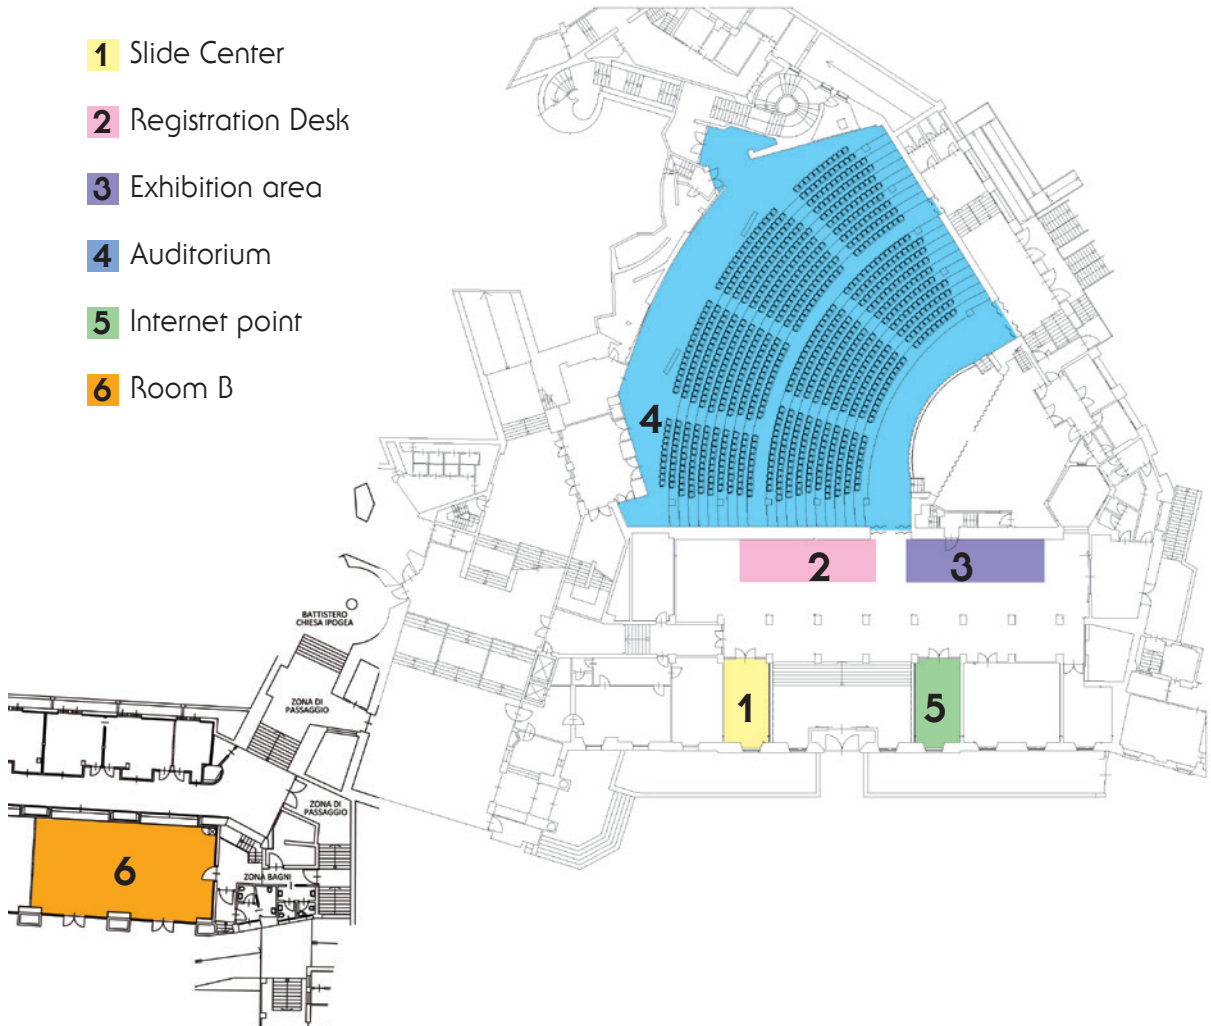 1 Slide Center
2 Registration Desk
3 Exhibition area
4 Auditorium
5 Internet point
6 Room B
4
2
3
BATTISTERO
CHIESA IPOGEA
ZONA DI
PASSAGGIO
1
5
ZONA DI
PASSAGGIO
6
ZONA BAGNI